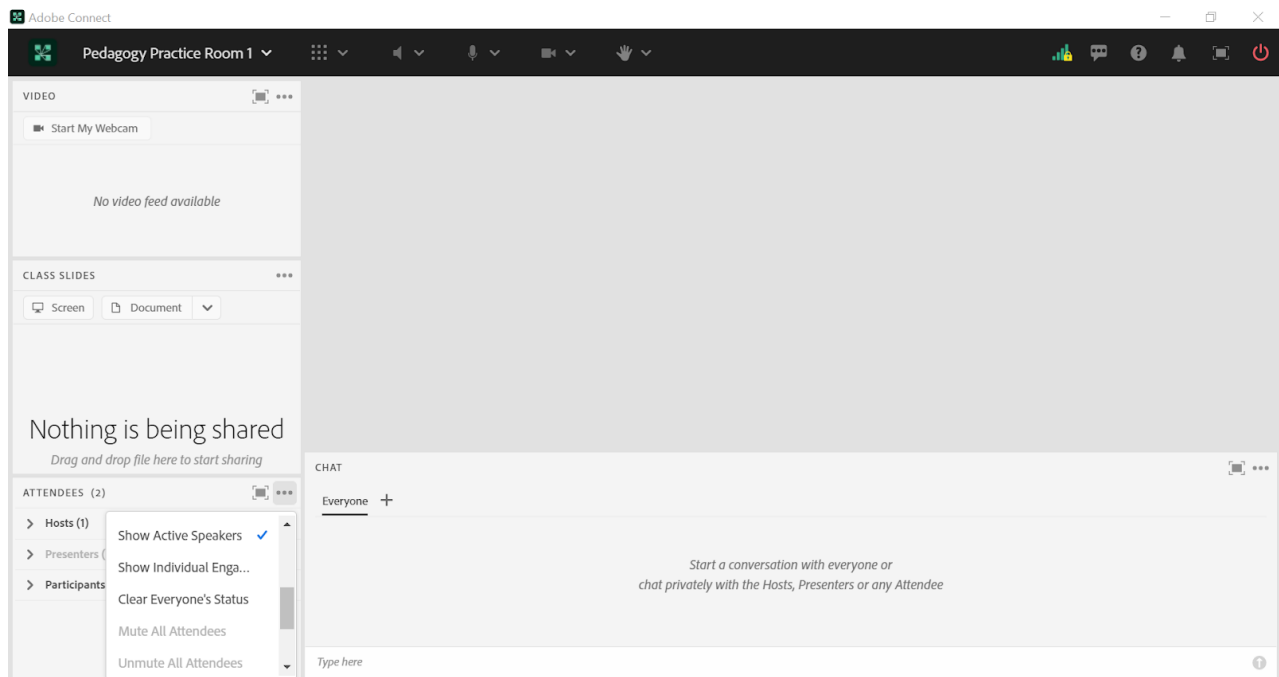 Adobe Connect
Pedagogy Practice Room 1
VIDEO
Start My Webcam
No video feed available
CLASS SLIDES
Screen Document
Nothing is being shared
Drag and drop file here to start sharing
ATTENDEES (2)
Hosts (1)
Presenters (
Participants
Show Active Speakers
Show Individual Enga...
Clear Everyone's Status
Mute All Attendees
Unmute All Attendees
CHAT
Everyone
Start a conversation with everyone or
chat privately with the Hosts, Presenters or any Attendee
Type here